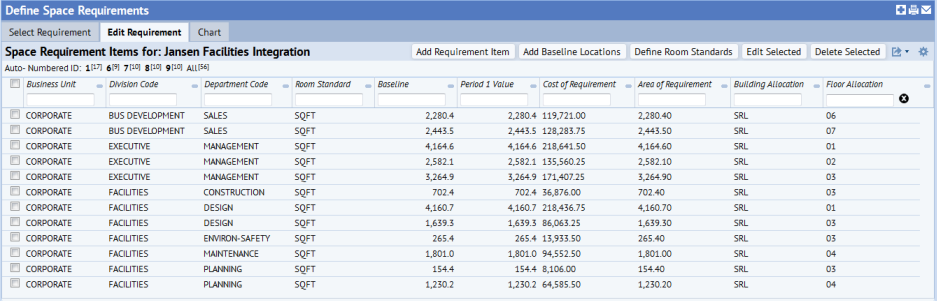 Define Space Requirements
Select Requirement Edit Requirement Chart
Space Requirement Items for: Jansen Facilities Integration Add Requirement Item Add Baseline Locations Define Room Standards Edit Selected Delete Selected
Auto- Numbered ID: 1[17] 6[9] 7[10] 8[10] 9[10] All[56]
Business Unit Division Code Department Code Room Standard Baseline Period 1 Value Cost of Requirement Area of Requirement Building Allocation Floor Allocation
CORPORATE BUS DEVELOPMENT SALES SQFT 2,280.4 2,280.4 119,721.00 2,280.40 SRL 06
CORPORATE BUS DEVELOPMENT SALES SQFT 2,443.5 2,443.5 128,283.75 2,443.50 SRL 07
CORPORATE EXECUTIVE MANAGEMENT SQFT 4,164.6 4,164.6 218,641.50 4,164.60 SRL 01
CORPORATE EXECUTIVE MANAGEMENT SQFT 2,582.1 2,582.1 135,560.25 2,582.10 SRL 02
CORPORATE EXECUTIVE MANAGEMENT SQFT 3,264.9 3,264.9 171,407.25 3,264.90 SRL 03
CORPORATE FACILITIES CONSTRUCTION SQFT 702.4 702.4 36,876.00 702.40 SRL 03
CORPORATE FACILITIES DESIGN SQFT 4,160.7 4,160.7 218,436.75 4,160.70 SRL 01
CORPORATE FACILITIES DESIGN SQFT 1,639.3 1,639.3 86,063.25 1,639.30 SRL 03
CORPORATE FACILITIES ENVIRON-SAFETY SQFT 265.4 265.4 13,933.50 265.40 SRL 03
CORPORATE FACILITIES MAINTENANCE SQFT 1,801.0 1,801.0 94,552.50 1,801.00 SRL 04
CORPORATE FACILITIES PLANNING SQFT 154.4 154.4 8,106.00 154.40 SRL 03
CORPORATE FACILITIES PLANNING SQFT 1,230.2 1,230.2 64,585.50 1,230.20 SRL 04